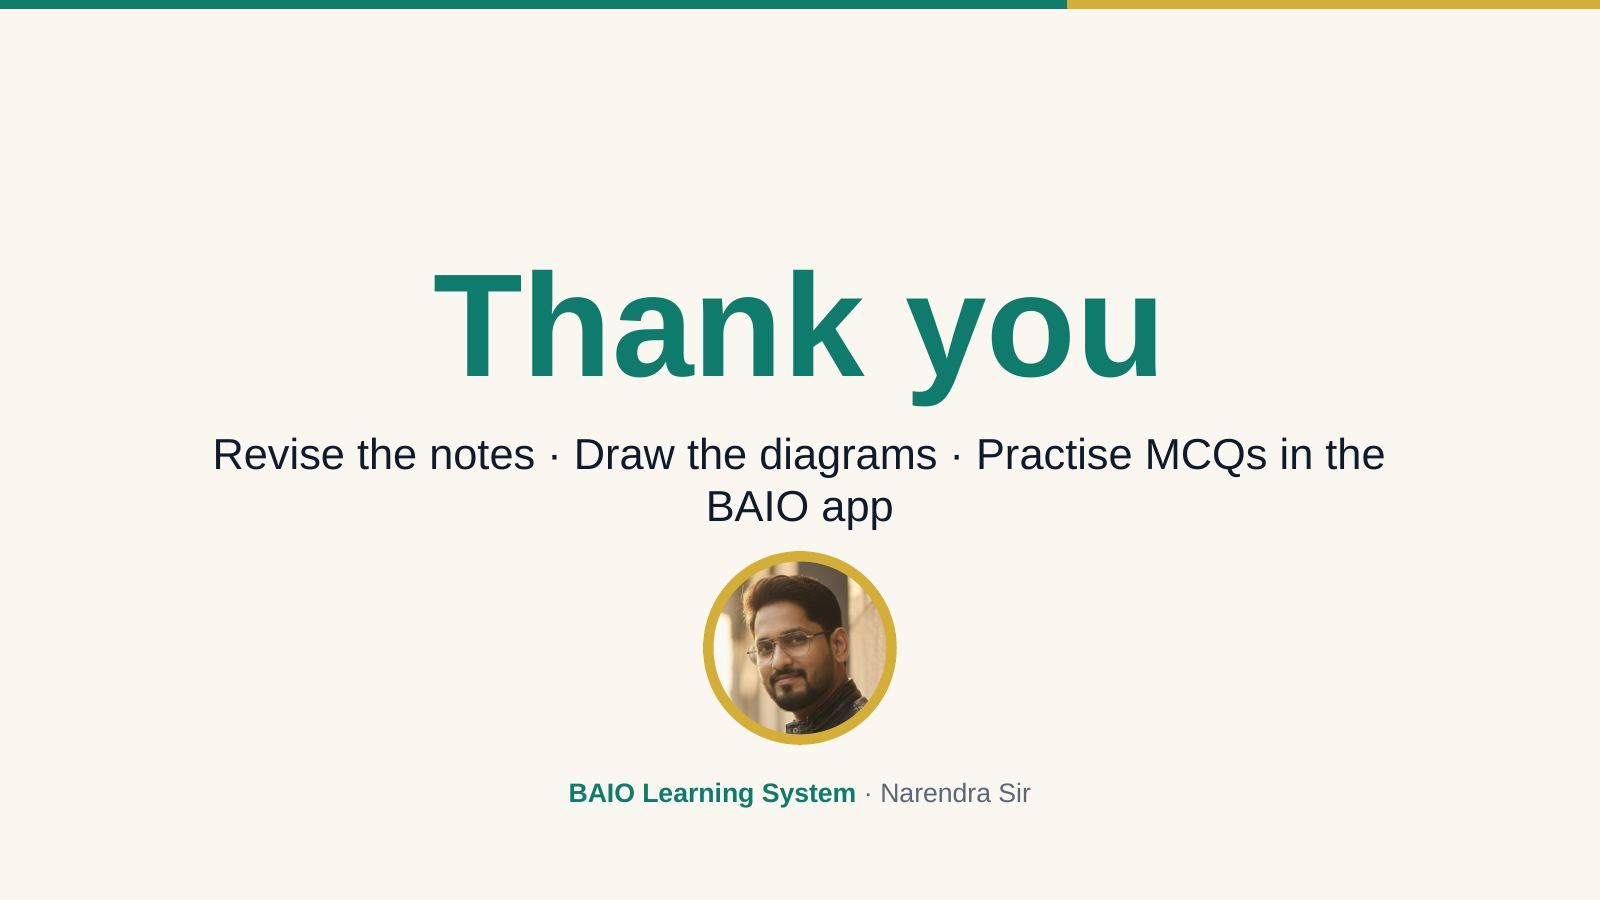 Thank you
Revise the notes · Draw the diagrams · Practise MCQs in the
BAIO app
BAIO Learning System · Narendra Sir